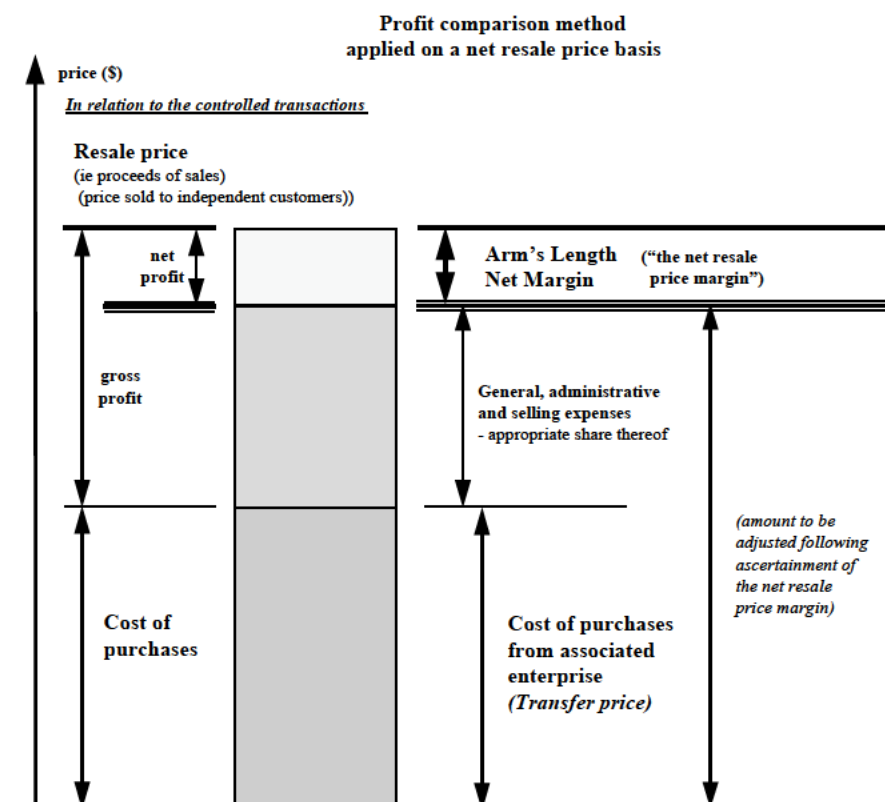 Profit comparison method
applied on a net resale price basis
price ($)
In relation to the controlled transactions
Resale price
(ie proceeds of sales)
(price sold to independent customers))
net
profit
Arm's Length
Net Margin
("the net resale
price margin")
gross
profit
General, administrative
and selling expenses
- appropriate share thereof
(amount to be
adjusted following
ascertainment of
the net resale
price margin)
Cost of
purchases
Cost of purchases
from associated
enterprise
(Transfer price)